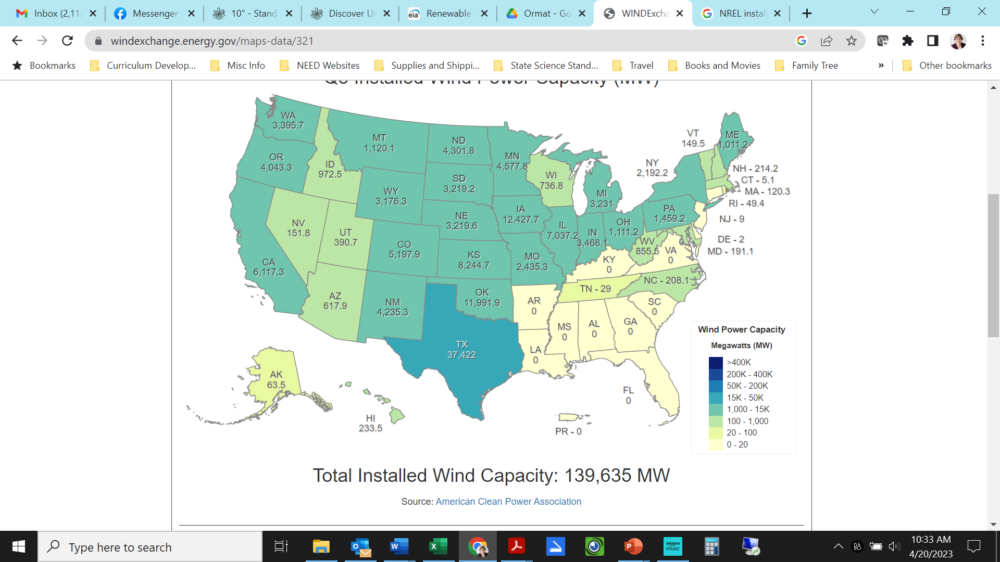 Inbox (2,112
Messenger
10" - Stand
Discover Ur
Renewable
Ormat - Go
WINDExcha
NREL instal
windexchange.energy.gov/maps-data/321
Bookmarks
Curriculum Develop...
Misc Info
NEED Websites
Supplies and Shippi...
State Science Stand...
Travel
Books and Movies
Family Tree
»
Other bookmarks
Q3 Installed Wind Power Capacity (MW)
WA
3,395.7
MT
1,120.1
ND
4,301.8
MN
4,577.8
VT
149.5
ME
1,011.2
OR
4,043.3
ID
972.5
SD
3,219.2
WI
736.8
NY
2,192.2
NH - 214.2
CT - 5.1
MA - 120.3
RI - 49.4
WY
3,176.3
MI
3,231
NE
3,219.6
IA
12,427.7
PA
1,459.2
NJ - 9
NV
151.8
UT
390.7
IL
7,037.2
IN
3,468.1
OH
1,111.2
DE - 2
MD - 191.1
0
WV
855.5
VA
0
CO
5,197.9
KS
8,244.7
MO
2,435.3
KY
0
CA
6,117.3
NC - 208.1
TN - 29
AZ
617.9
NM
4,235.3
OK
11,991.9
AR
0
SC
0
MS
0
AL
0
GA
0
TX
37,422
LA
0
AK
63.5
HI
233.5
FL
0
PR - 0
Wind Power Capacity
Megawatts (MW)
>400K
200K - 400K
50K - 200K
15K - 50K
1,000 - 15K
100 - 1,000
20 - 100
0 - 20
Total Installed Wind Capacity: 139,635 MW
Source: American Clean Power Association
Type here to search
amazon
music
10:33 AM
4/20/2023